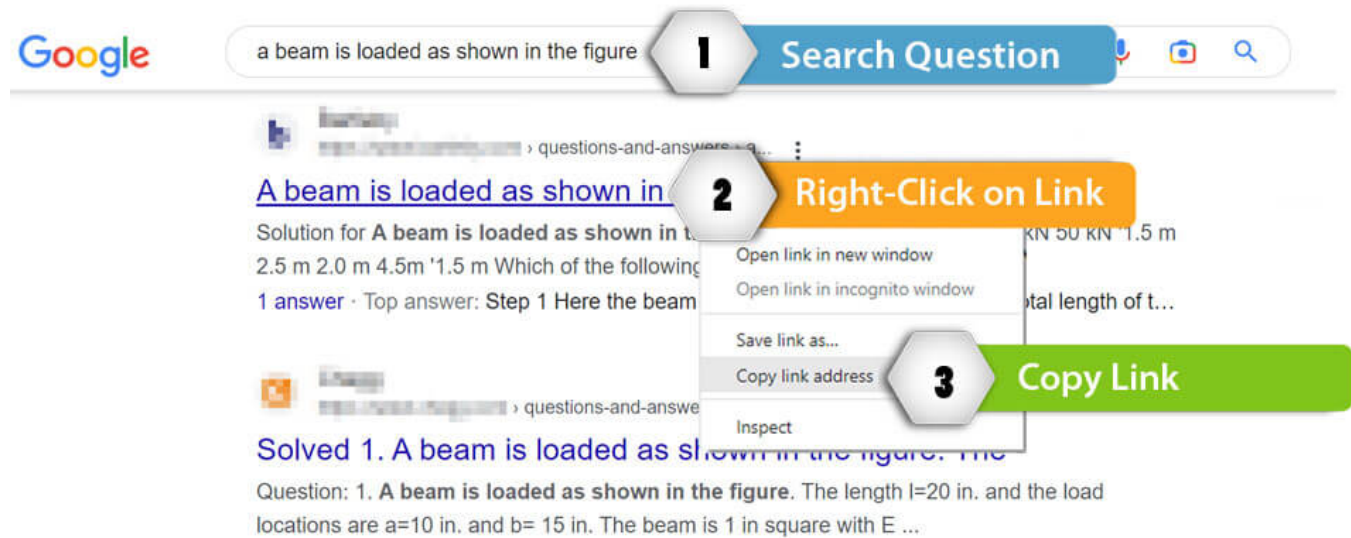 Google
a beam is loaded as shown in the figure
1 Search Question
› questions-and-answers › a...
A beam is loaded as shown in
2 Right-Click on Link
Solution for A beam is loaded as shown in t
kN 50 kN '1.5 m
2.5 m 2.0 m 4.5m '1.5 m Which of the following
Open link in new window
Open link in incognito window
1 answer · Top answer: Step 1 Here the beam
total length of t...
Save link as...
Copy link address
3 Copy Link
› questions-and-answe
Inspect
Solved 1. A beam is loaded as shown in the figure. The
Question: 1. A beam is loaded as shown in the figure. The length l=20 in. and the load
locations are a=10 in. and b= 15 in. The beam is 1 in square with E ...